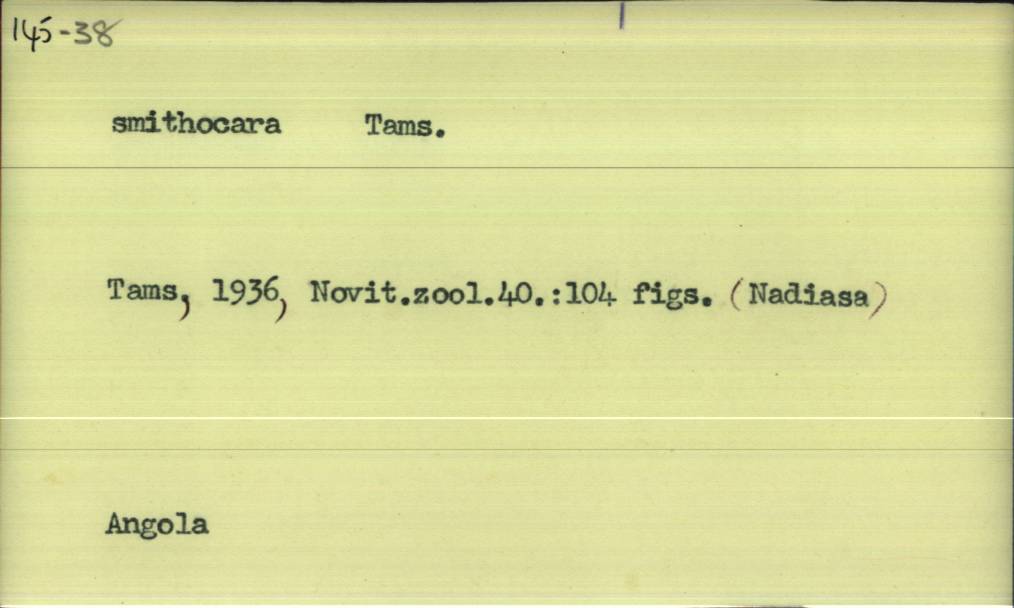 145-38
smithocara Tams.
Tams, 1936, Novit.zool.40.:104 figs. (Nadiasa)
Angola